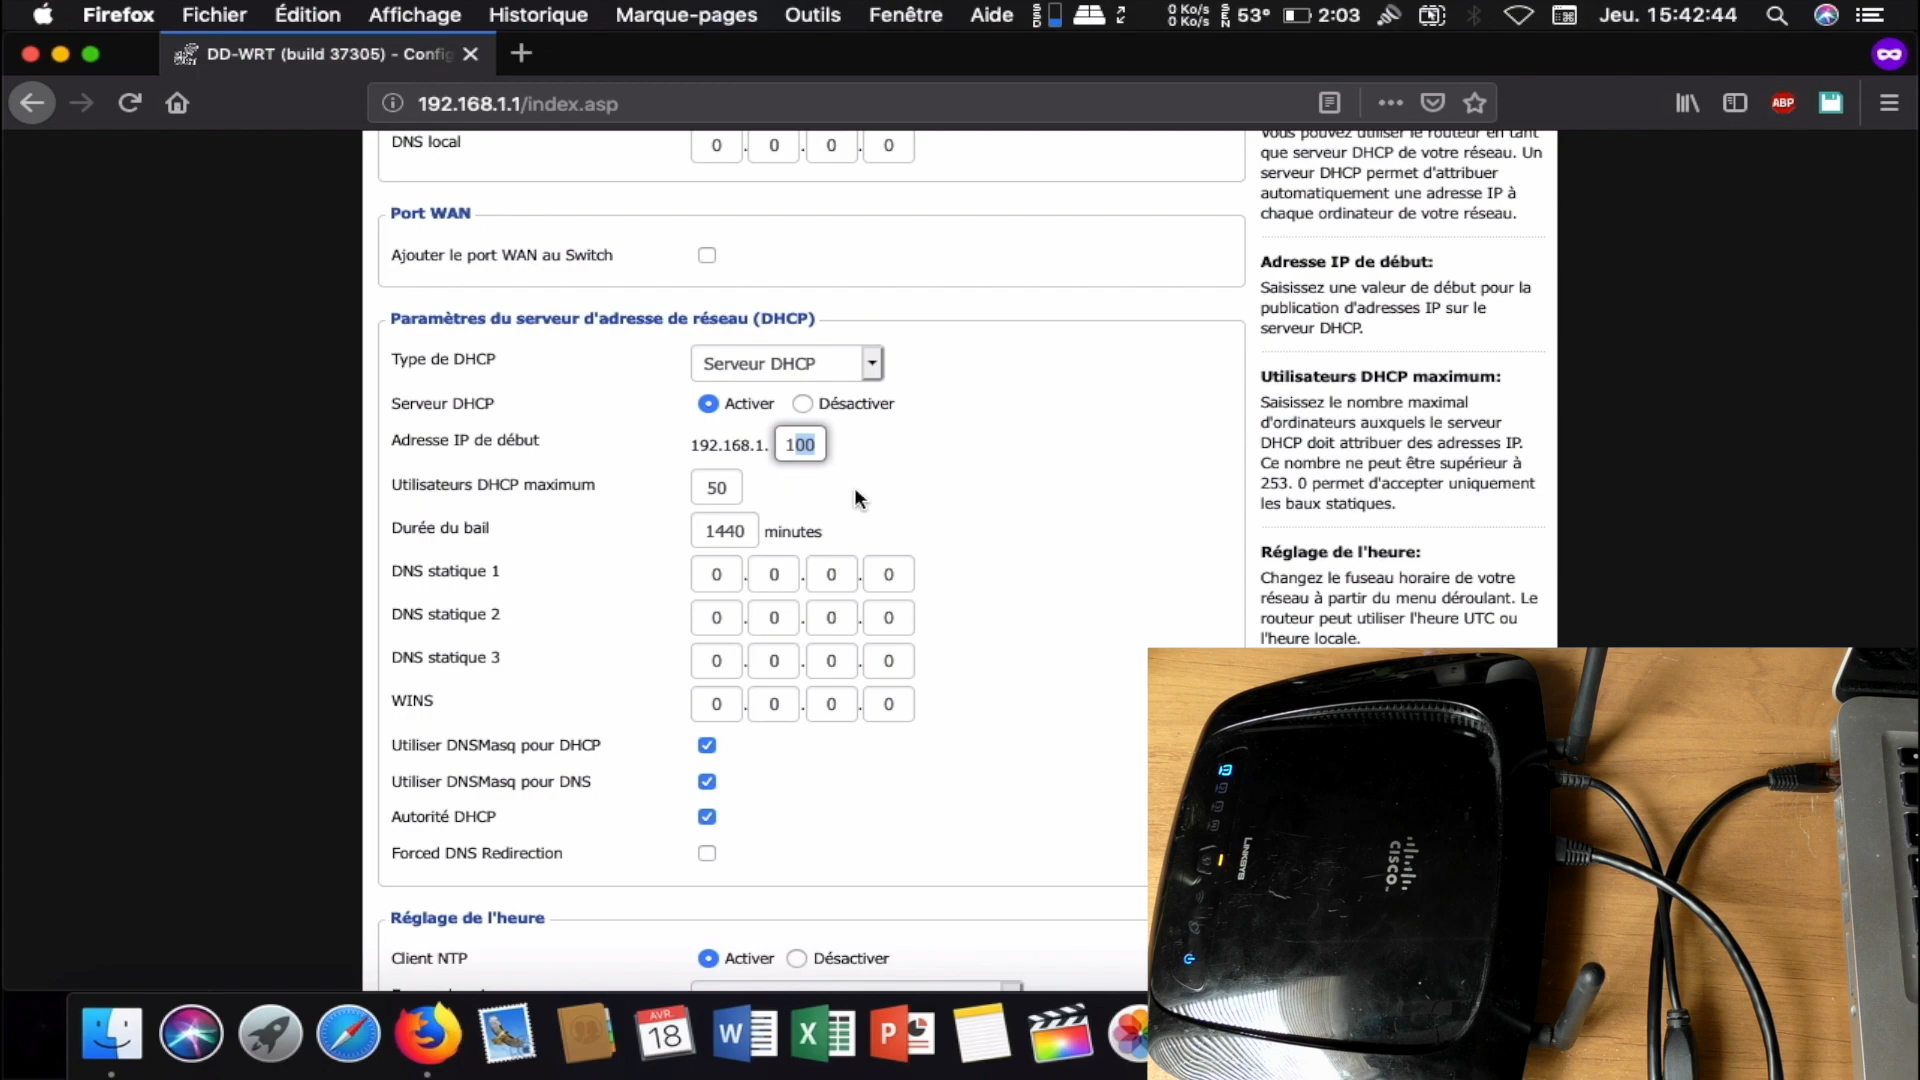 Firefox Fichier Édition Affichage Historique Marque-pages Outils Fenêtre Aide 0 Ko/s 0 Ko/s 53° 2:03 Jeu. 15:42:44
DD-WRT (build 37305) - Config
192.168.1.1/index.asp
ABP
DNS local 0 . 0 . 0 . 0
Port WAN
Ajouter le port WAN au Switch
Paramètres du serveur d'adresse de réseau (DHCP)
Type de DHCP Serveur DHCP
Serveur DHCP Activer Désactiver
Adresse IP de début 192.168.1. 100
Utilisateurs DHCP maximum 50
Durée du bail 1440 minutes
DNS statique 1 0 . 0 . 0 . 0
DNS statique 2 0 . 0 . 0 . 0
DNS statique 3 0 . 0 . 0 . 0
WINS 0 . 0 . 0 . 0
Utiliser DNSMasq pour DHCP
Utiliser DNSMasq pour DNS
Autorité DHCP
Forced DNS Redirection
Réglage de l'heure
Client NTP Activer Désactiver
Vous pouvez utiliser le routeur en tant
que serveur DHCP de votre réseau. Un
serveur DHCP permet d'attribuer
automatiquement une adresse IP à
chaque ordinateur de votre réseau.
Adresse IP de début:
Saisissez une valeur de début pour la
publication d'adresses IP sur le
serveur DHCP.
Utilisateurs DHCP maximum:
Saisissez le nombre maximal
d'ordinateurs auxquels le serveur
DHCP doit attribuer des adresses IP.
Ce nombre ne peut être supérieur à
253. 0 permet d'accepter uniquement
les baux statiques.
Réglage de l'heure:
Changez le fuseau horaire de votre
réseau à partir du menu déroulant. Le
routeur peut utiliser l'heure UTC ou
l'heure locale.
LINKSYS
CISCO
AVR.
18
W
X
P